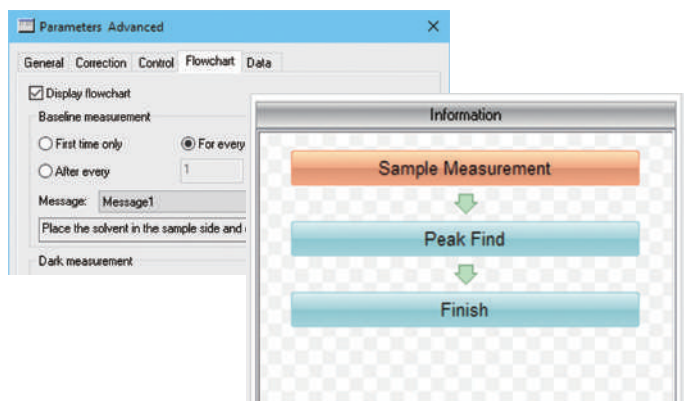 Parameters Advanced
General Correction Control Flowchart Data
Display flowchart
Baseline measurement
First time only For every
After every 1
Message: Message1
Place the solvent in the sample side and
Dark measurement
Information
Sample Measurement
Peak Find
Finish